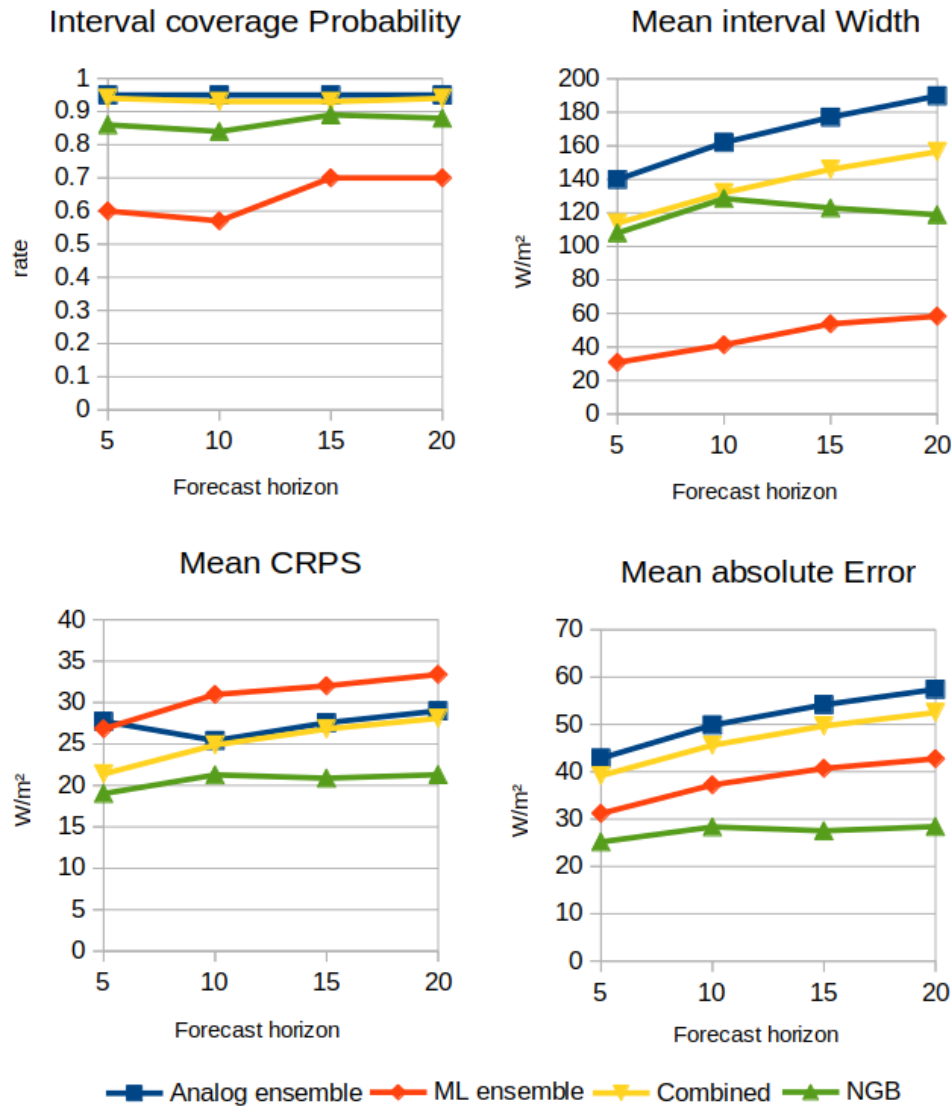 Interval coverage Probability
1
0.9
0.8
0.7
0.6
0.5
0.4
0.3
0.2
0.1
0
rate
5 10 15 20
Forecast horizon
Mean interval Width
200
180
160
140
120
100
80
60
40
20
0
W/m²
5 10 15 20
Forecast horizon
Mean CRPS
40
35
30
25
20
15
10
5
0
W/m²
5 10 15 20
Forecast horizon
Mean absolute Error
70
60
50
40
30
20
10
0
W/m²
5 10 15 20
Forecast horizon
Analog ensemble ML ensemble Combined NGB